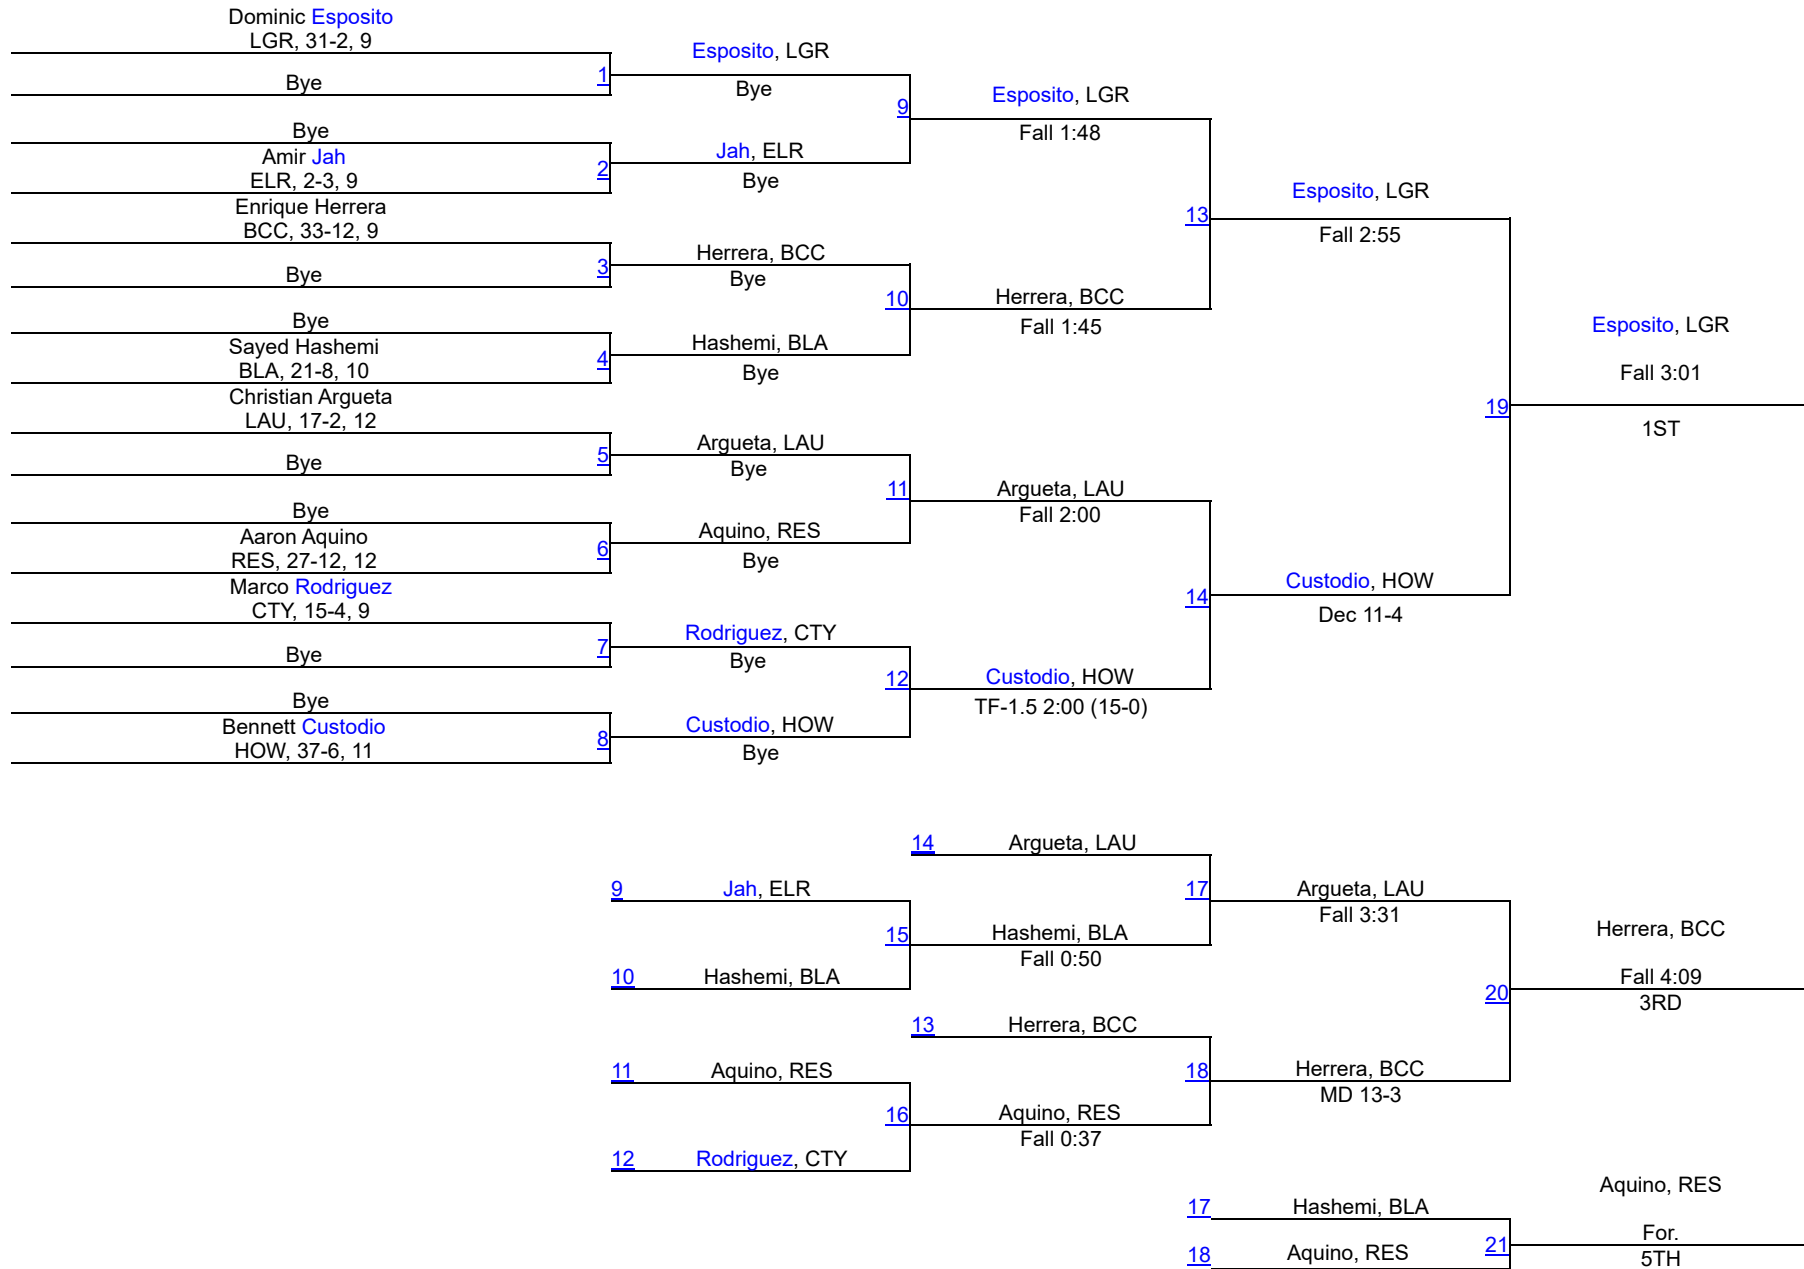 Dominic Esposito
LGR, 31-2, 9
Bye
1
Bye
Amir Jah
ELR, 2-3, 9
2
Enrique Herrera
BCC, 33-12, 9
Bye
3
Bye
Sayed Hashemi
BLA, 21-8, 10
4
Christian Argueta
LAU, 17-2, 12
Bye
5
Bye
Aaron Aquino
RES, 27-12, 12
6
Marco Rodriguez
CTY, 15-4, 9
Bye
7
Bye
Bennett Custodio
HOW, 37-6, 11
8
Esposito, LGR
Bye
9
Jah, ELR
Bye
Herrera, BCC
Bye
10
Hashemi, BLA
Bye
Argueta, LAU
Bye
11
Aquino, RES
Bye
Rodriguez, CTY
Bye
12
Custodio, HOW
Bye
Esposito, LGR
Fall 1:48
13
Herrera, BCC
Fall 1:45
Argueta, LAU
Fall 2:00
14
Custodio, HOW
TF-1.5 2:00 (15-0)
Esposito, LGR
Fall 2:55
19
Custodio, HOW
Dec 11-4
Esposito, LGR
Fall 3:01
1ST
9 Jah, ELR
15
10 Hashemi, BLA
11 Aquino, RES
16
12 Rodriguez, CTY
14 Argueta, LAU
17
Hashemi, BLA
Fall 0:50
13 Herrera, BCC
18
Aquino, RES
Fall 0:37
Argueta, LAU
Fall 3:31
20
Herrera, BCC
MD 13-3
Herrera, BCC
Fall 4:09
3RD
17 Hashemi, BLA
21
18 Aquino, RES
Aquino, RES
For.
5TH